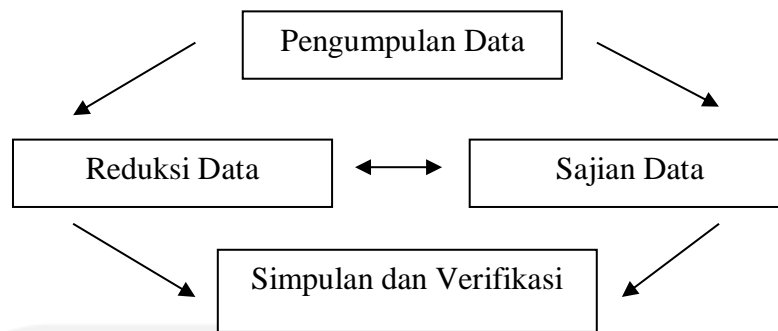 Pengumpulan Data
Reduksi Data
Sajian Data
Simpulan dan Verifikasi